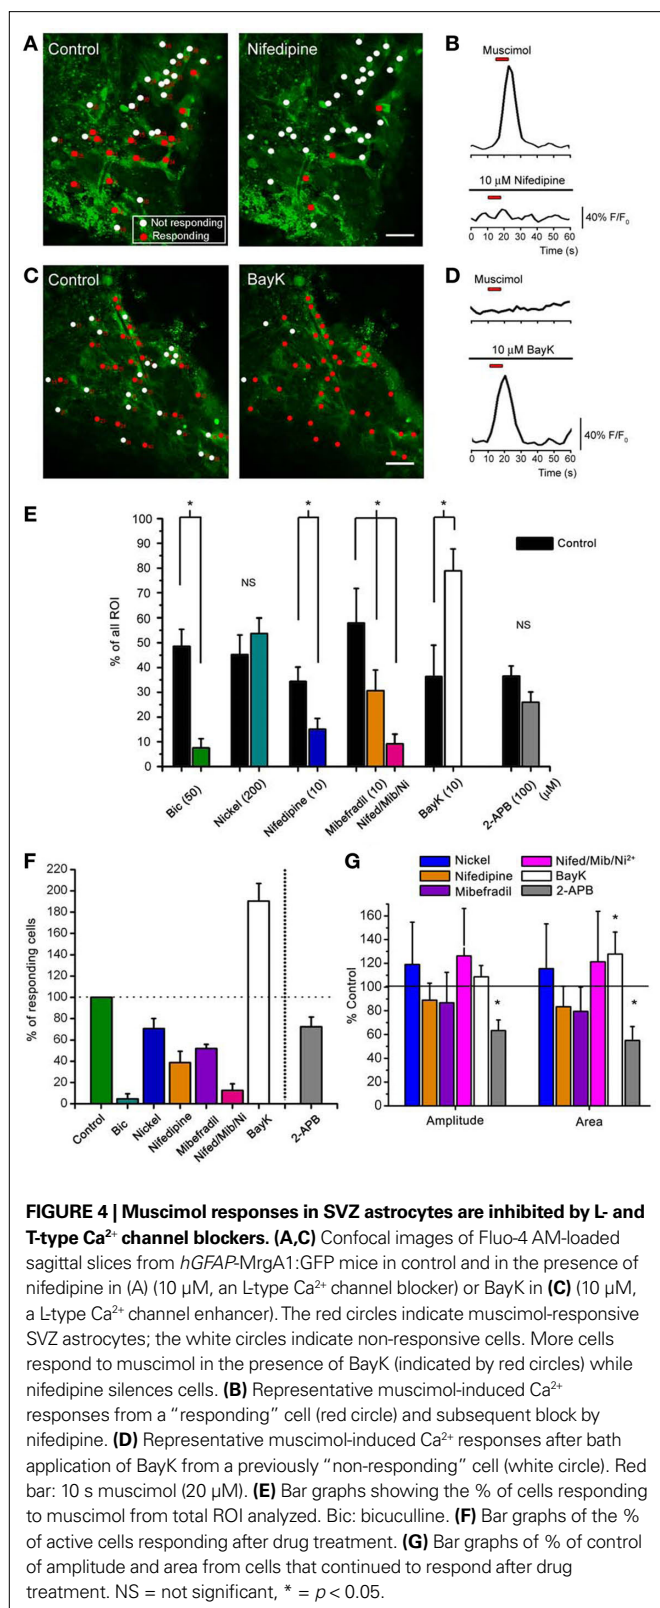 A Control Nifedipine B Muscimol
10 µM Nifedipine
Not responding
Responding
40% F/F0
0 10 20 30 40 50 60
Time (s)
C Control BayK D Muscimol
10 µM BayK
40% F/F0
0 10 20 30 40 50 60
Time (s)
E
% of all ROI
100
90
80
70
60
50
40
30
20
10
0
* NS * * * NS
Control
Bic (50) Nickel (200) Nifedipine (10) Mibefradil (10) Nifed/Mib/Ni BayK (10) 2-APB (100) (µM)
F
% of responding cells
220
200
180
160
140
120
100
80
60
40
20
0
Control Bic Nickel Nifedipine Mibefradil Nifed/Mib/Ni BayK 2-APB
G
Nickel Nifed/Mib/Ni²⁺
Nifedipine BayK
Mibefradil 2-APB
% Control
160
140
120
100
80
60
40
20
0
* * *
Amplitude Area
FIGURE 4 | Muscimol responses in SVZ astrocytes are inhibited by L- and
T-type Ca²⁺ channel blockers. (A,C) Confocal images of Fluo-4 AM-loaded
sagittal slices from hGFAP-MrgA1:GFP mice in control and in the presence of
nifedipine in (A) (10 µM, an L-type Ca²⁺ channel blocker) or BayK in (C) (10 µM,
a L-type Ca²⁺ channel enhancer). The red circles indicate muscimol-responsive
SVZ astrocytes; the white circles indicate non-responsive cells. More cells
respond to muscimol in the presence of BayK (indicated by red circles) while
nifedipine silences cells. (B) Representative muscimol-induced Ca²⁺
responses from a “responding” cell (red circle) and subsequent block by
nifedipine. (D) Representative muscimol-induced Ca²⁺ responses after bath
application of BayK from a previously “non-responding” cell (white circle). Red
bar: 10 s muscimol (20 µM). (E) Bar graphs showing the % of cells responding
to muscimol from total ROI analyzed. Bic: bicuculline. (F) Bar graphs of the %
of active cells responding after drug treatment. (G) Bar graphs of % of control
of amplitude and area from cells that continued to respond after drug
treatment. NS = not significant, * = p < 0.05.